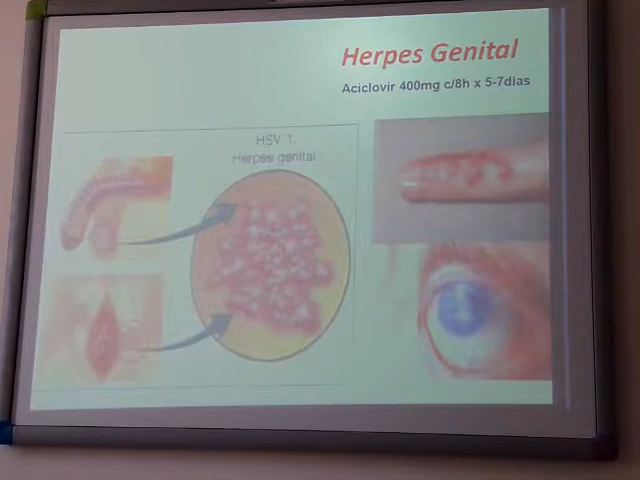 Herpes Genital
Aciclovir 400mg c/8h x 5-7dias
HSV 1
Herpes genital